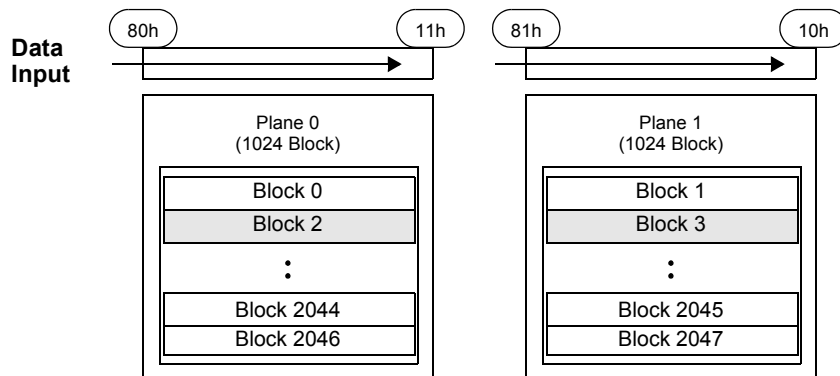 80h
11h
81h
10h
Data
Input
Plane 0
(1024 Block)
Block 0
Block 2
:
Block 2044
Block 2046
Plane 1
(1024 Block)
Block 1
Block 3
:
Block 2045
Block 2047